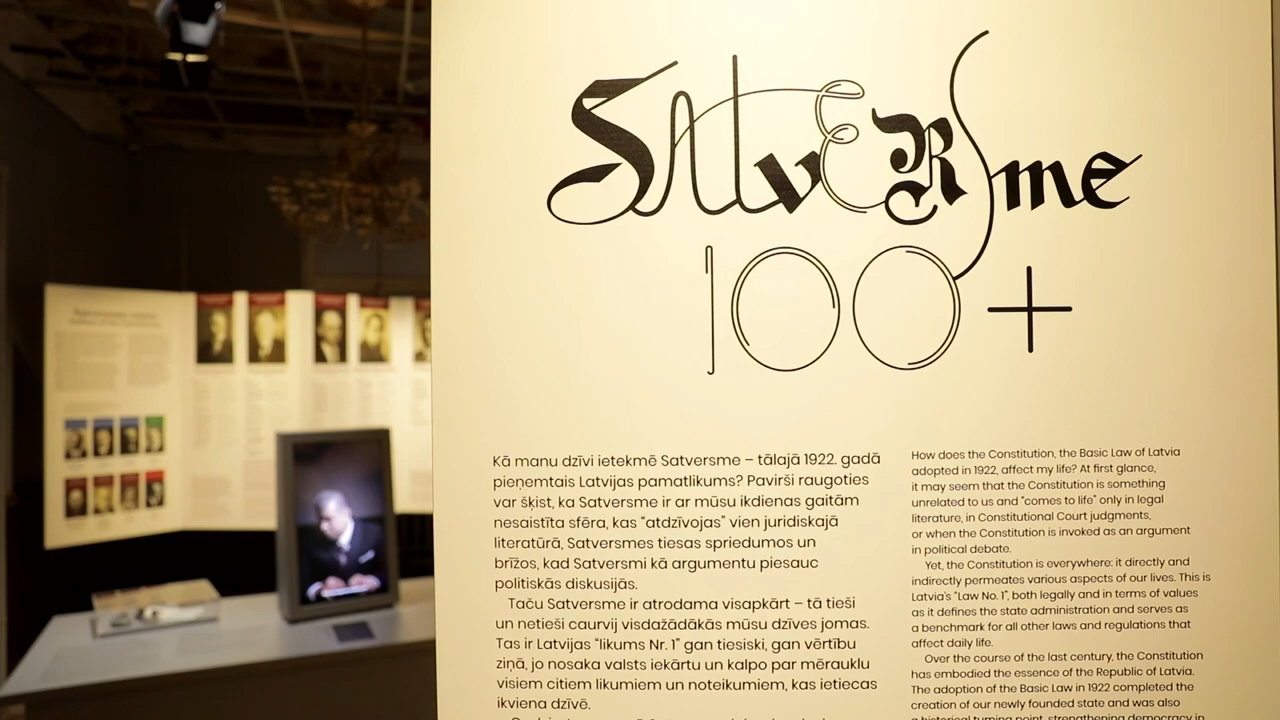 SATVERSme
100+
Kā manu dzīvi ietekmē Satversme – tālajā 1922. gadā
pieņemtais Latvijas pamatlikums? Pavirši raugoties
var šķist, ka Satversme ir ar mūsu ikdienas gaitām
nesaistīta sfēra, kas “atdzīvojas” vien juridiskajā
literatūrā, Satversmes tiesas spriedumos un
brīžos, kad Satversmi kā argumentu piesauc
politiskās diskusijās.
Taču Satversme ir atrodama visapkārt – tā tieši
un netieši caurvij visdažādākās mūsu dzīves jomas.
Tas ir Latvijas “likums Nr. 1” gan tiesiski, gan vērtību
ziņā, jo nosaka valsts iekārtu un kalpo par mērauklu
visiem citiem likumiem un noteikumiem, kas ietiecas
ikviena dzīvē.
How does the Constitution, the Basic Law of Latvia
adopted in 1922, affect my life? At first glance,
it may seem that the Constitution is something
unrelated to us and “comes to life” only in legal
literature, in Constitutional Court judgments,
or when the Constitution is invoked as an argument
in political debate.
Yet, the Constitution is everywhere: it directly and
indirectly permeates various aspects of our lives. This is
Latvia’s “Law No. 1”, both legally and in terms of values
as it defines the state administration and serves as
a benchmark for all other laws and regulations that
affect daily life.
Over the course of the last century, the Constitution
has embodied the essence of the Republic of Latvia.
The adoption of the Basic Law in 1922 completed the
creation of our newly founded state and was also
a historical turning point, strengthening democracy in